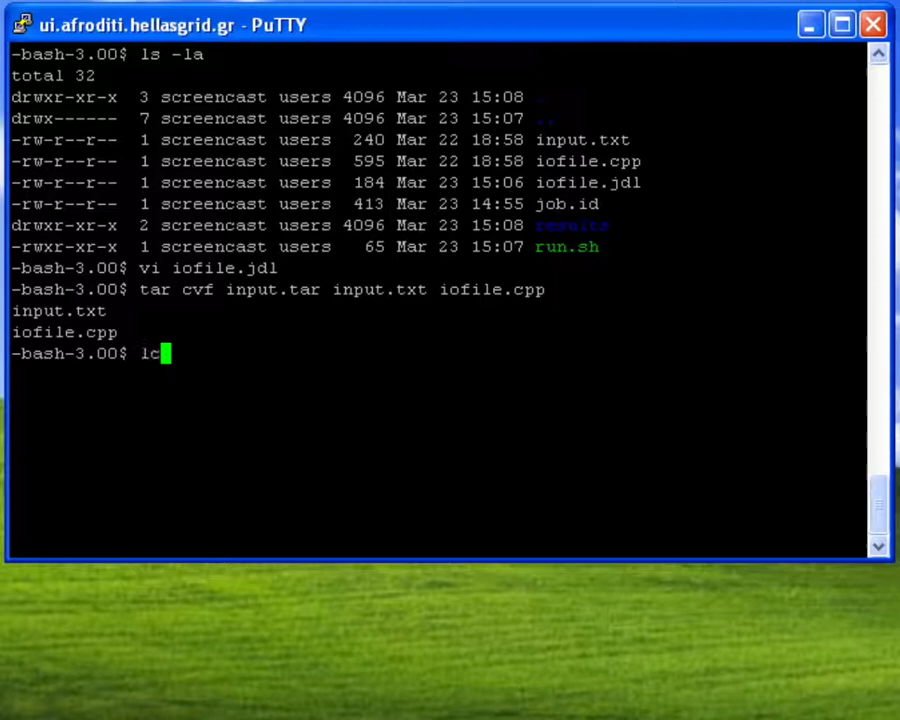 ui.afroditi.hellasgrid.gr - PuTTY
-bash-3.00$ ls -la
total 32
drwxr-xr-x  3 screencast users 4096 Mar 23 15:08 .
drwx------  7 screencast users 4096 Mar 23 15:07 ..
-rw-r--r--  1 screencast users  240 Mar 22 18:58 input.txt
-rw-r--r--  1 screencast users  595 Mar 22 18:58 iofile.cpp
-rw-r--r--  1 screencast users  184 Mar 23 15:06 iofile.jdl
-rw-r--r--  1 screencast users  413 Mar 23 14:55 job.id
drwxr-xr-x  2 screencast users 4096 Mar 23 15:08 results
-rwxr-xr-x  1 screencast users   65 Mar 23 15:07 run.sh
-bash-3.00$ vi iofile.jdl
-bash-3.00$ tar cvf input.tar input.txt iofile.cpp
input.txt
iofile.cpp
-bash-3.00$ lc